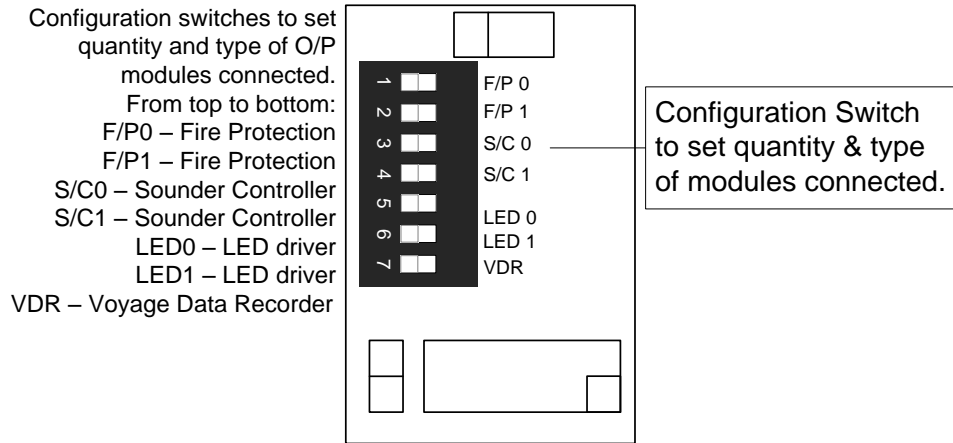 Configuration switches to set
quantity and type of O/P
modules connected.
From top to bottom:
F/P0 – Fire Protection
F/P1 – Fire Protection
S/C0 – Sounder Controller
S/C1 – Sounder Controller
LED0 – LED driver
LED1 – LED driver
VDR – Voyage Data Recorder
1 F/P 0
2 F/P 1
3 S/C 0
4 S/C 1
5 LED 0
6 LED 1
7 VDR
Configuration Switch
to set quantity & type
of modules connected.